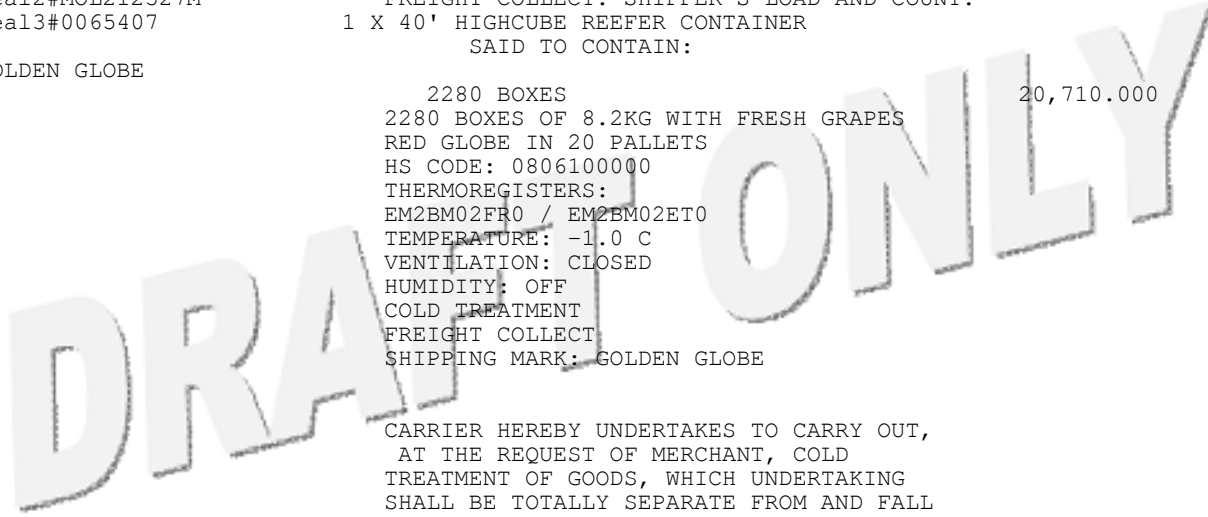 FREIGHT COLLECT. SHIPPER'S LOAD AND COUNT.
Seal3#0065407 1 X 40' HIGHCUBE REEFER CONTAINER
SAID TO CONTAIN:
GOLDEN GLOBE
2280 BOXES 20,710.000
2280 BOXES OF 8.2KG WITH FRESH GRAPES
RED GLOBE IN 20 PALLETS
HS CODE: 0806100000
THERMOREGISTERS:
EM2BM02FR0 / EM2BM02ET0
TEMPERATURE: -1.0 C
VENTILATION: CLOSED
HUMIDITY: OFF
COLD TREATMENT
FREIGHT COLLECT
SHIPPING MARK: GOLDEN GLOBE
DRAFT ONLY
CARRIER HEREBY UNDERTAKES TO CARRY OUT,
AT THE REQUEST OF MERCHANT, COLD
TREATMENT OF GOODS, WHICH UNDERTAKING
SHALL BE TOTALLY SEPARATE FROM AND FALL